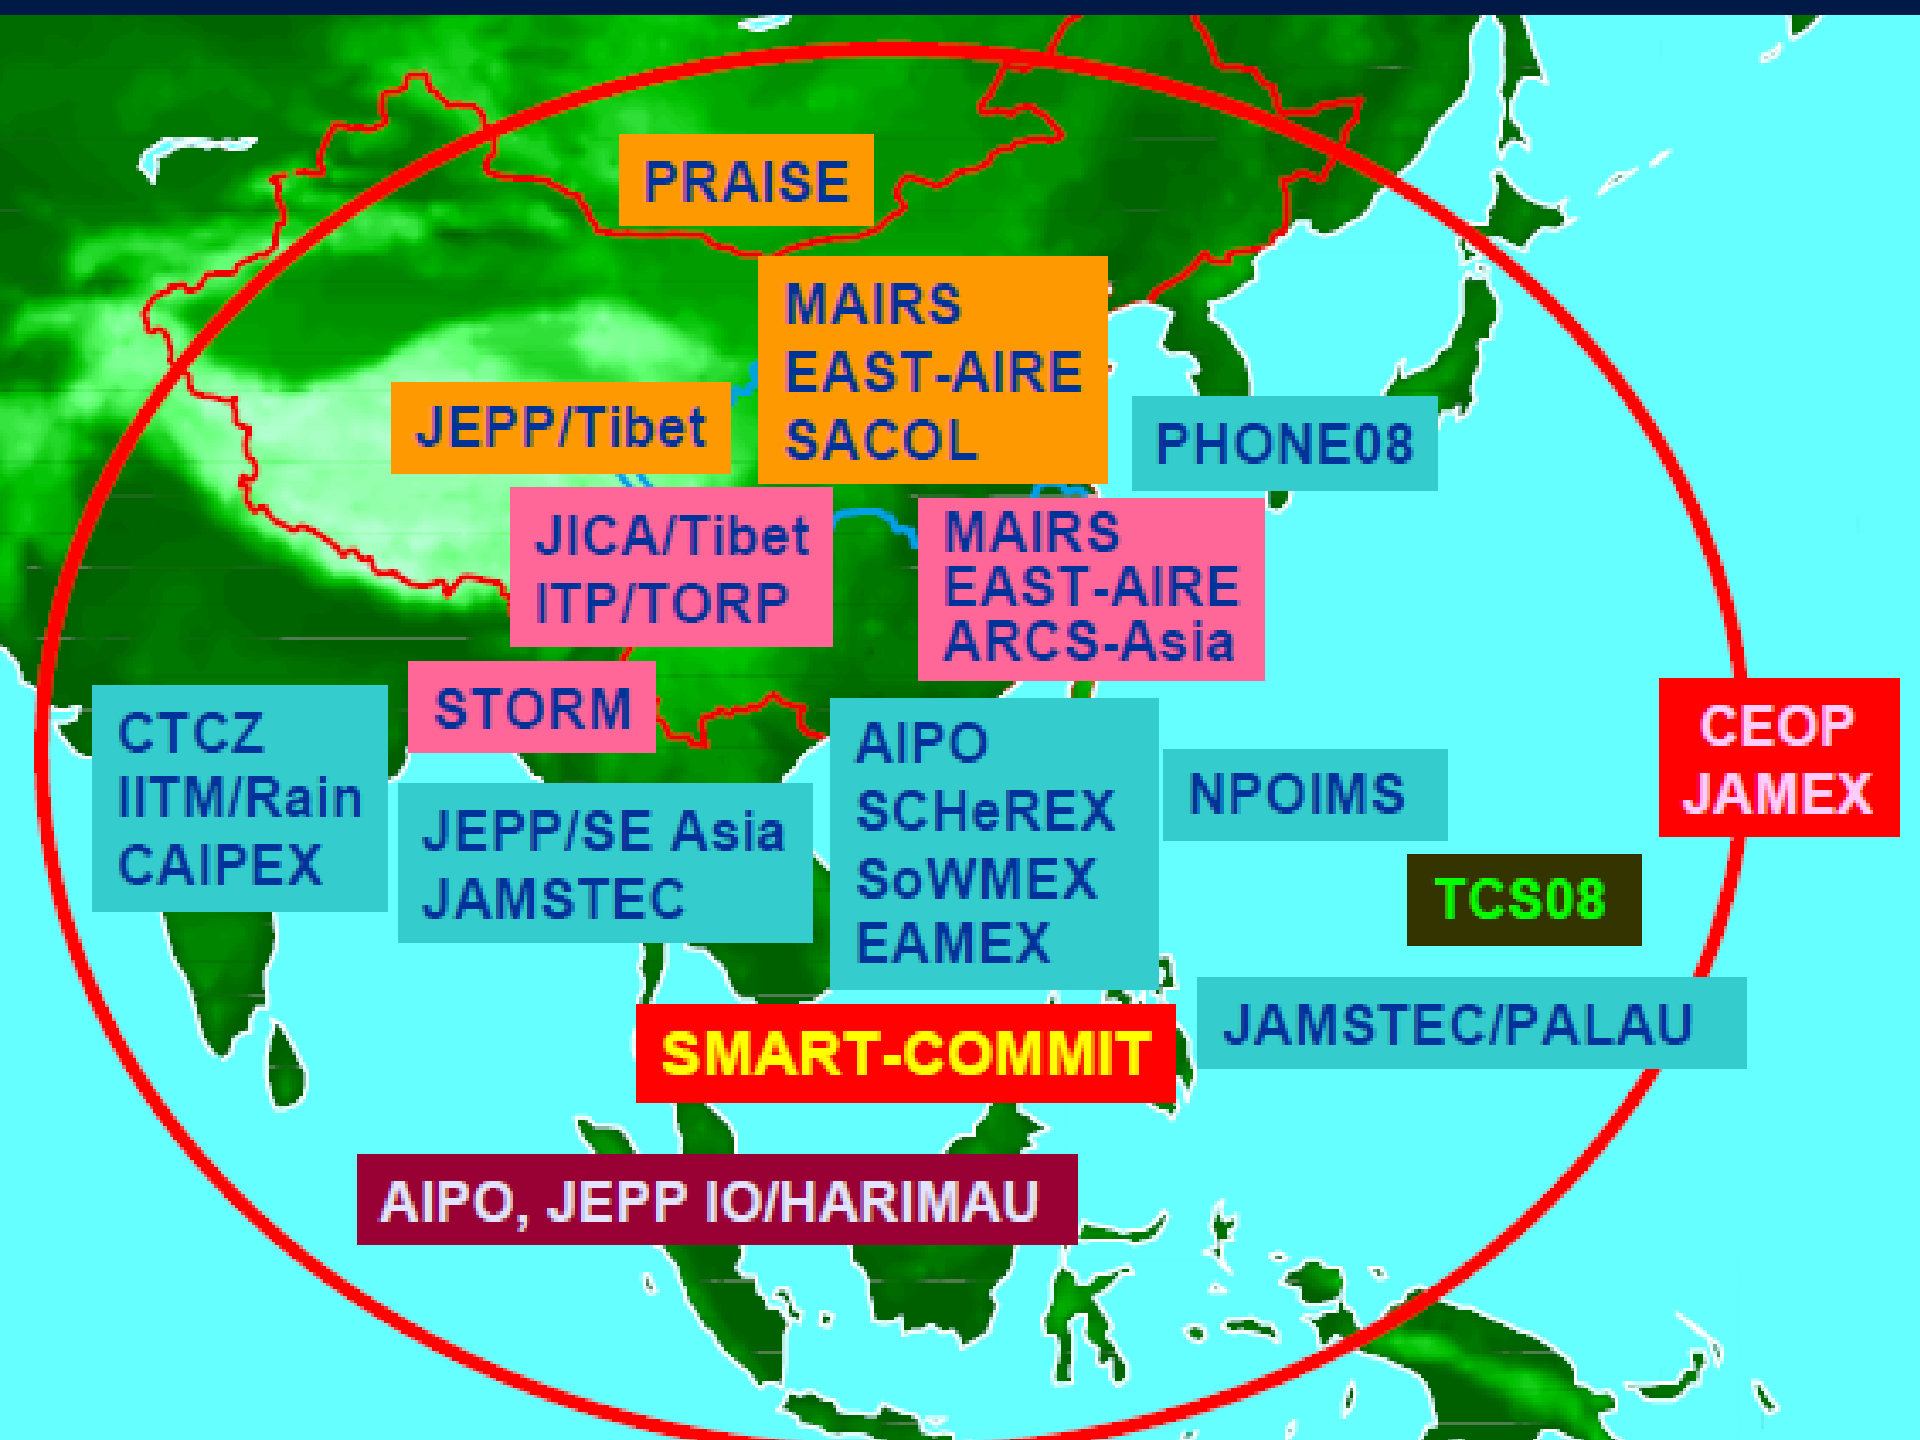 PRAISE
MAIRS
EAST-AIRE
SACOL
JEPP/Tibet
PHONE08
JICA/Tibet
ITP/TORP
MAIRS
EAST-AIRE
ARCS-Asia
STORM
CTCZ
IITM/Rain
CAIPEX
JEPP/SE Asia
JAMSTEC
AIPO
SCHeREX
SoWMEX
EAMEX
NPOIMS
CEOP
JAMEX
TCS08
JAMSTEC/PALAU
SMART-COMMIT
AIPO, JEPP IO/HARIMAU